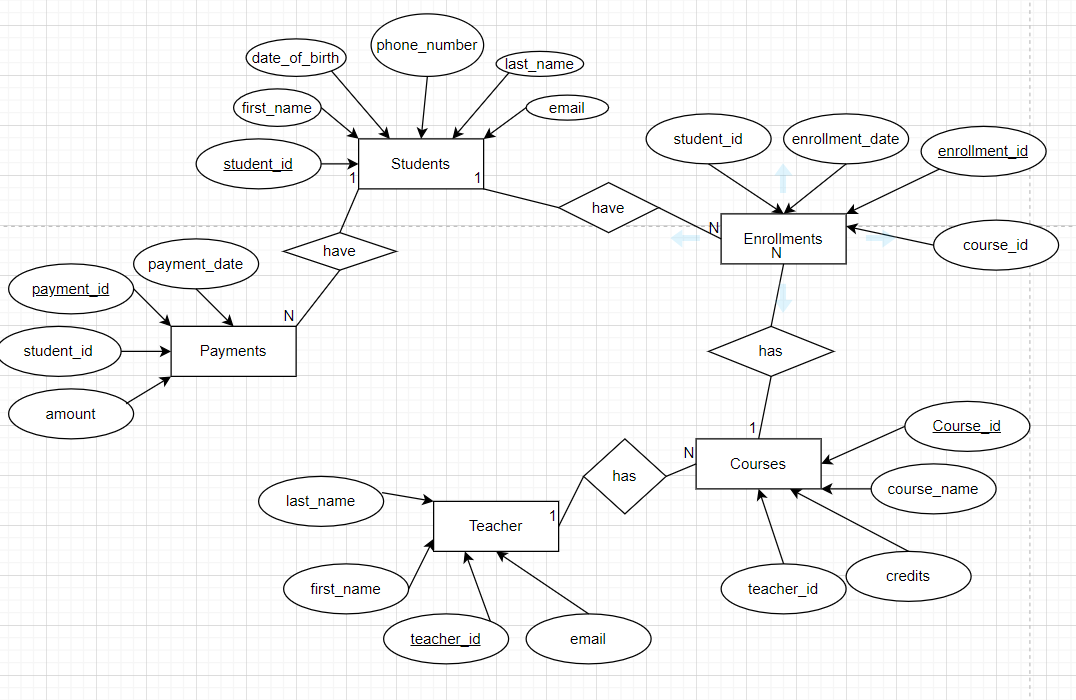 phone_number
date_of_birth
last_name
first_name
email
student_id
Students
1
1
student_id
enrollment_date
enrollment_id
have
N
Enrollments
N
course_id
have
payment_date
payment_id
N
student_id
Payments
amount
has
1
Course_id
N
Courses
has
course_name
last_name
1
Teacher
first_name
teacher_id
credits
teacher_id
email